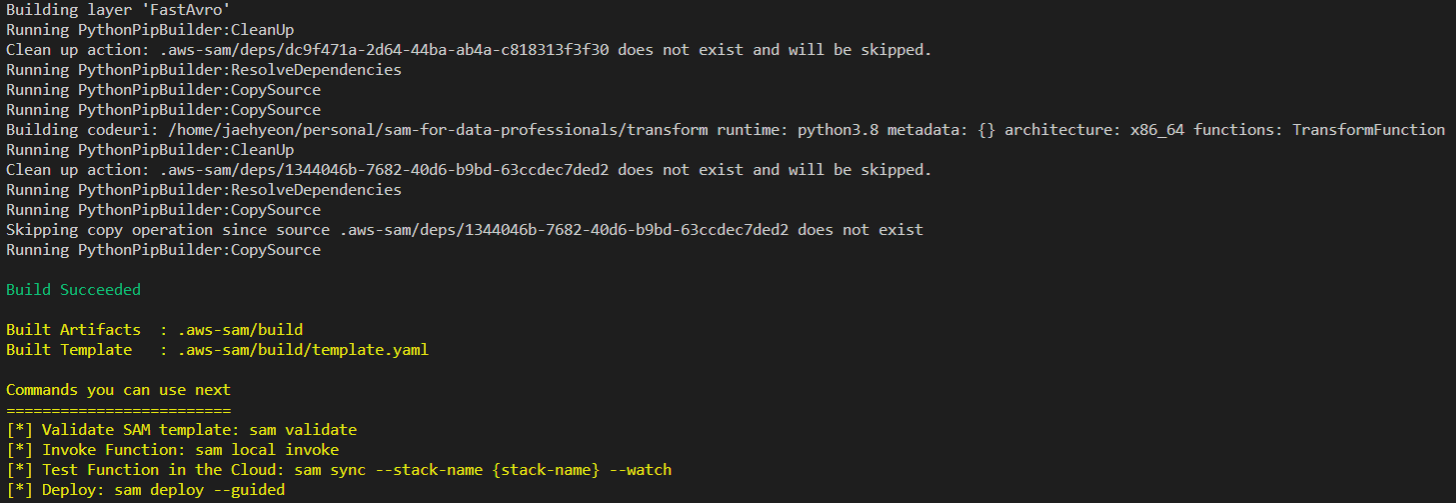 Building layer 'FastAvro'
Running PythonPipBuilder:CleanUp
Clean up action: .aws-sam/deps/dc9f471a-2d64-44ba-ab4a-c818313f3f30 does not exist and will be skipped.
Running PythonPipBuilder:ResolveDependencies
Running PythonPipBuilder:CopySource
Running PythonPipBuilder:CopySource
Building codeuri: /home/jaehyeon/personal/sam-for-data-professionals/transform runtime: python3.8 metadata: {} architecture: x86_64 functions: TransformFunction
Running PythonPipBuilder:CleanUp
Clean up action: .aws-sam/deps/1344046b-7682-40d6-b9bd-63ccdec7ded2 does not exist and will be skipped.
Running PythonPipBuilder:ResolveDependencies
Running PythonPipBuilder:CopySource
Skipping copy operation since source .aws-sam/deps/1344046b-7682-40d6-b9bd-63ccdec7ded2 does not exist
Running PythonPipBuilder:CopySource
Build Succeeded
Built Artifacts  : .aws-sam/build
Built Template   : .aws-sam/build/template.yaml
Commands you can use next
=========================
[*] Validate SAM template: sam validate
[*] Invoke Function: sam local invoke
[*] Test Function in the Cloud: sam sync --stack-name {stack-name} --watch
[*] Deploy: sam deploy --guided